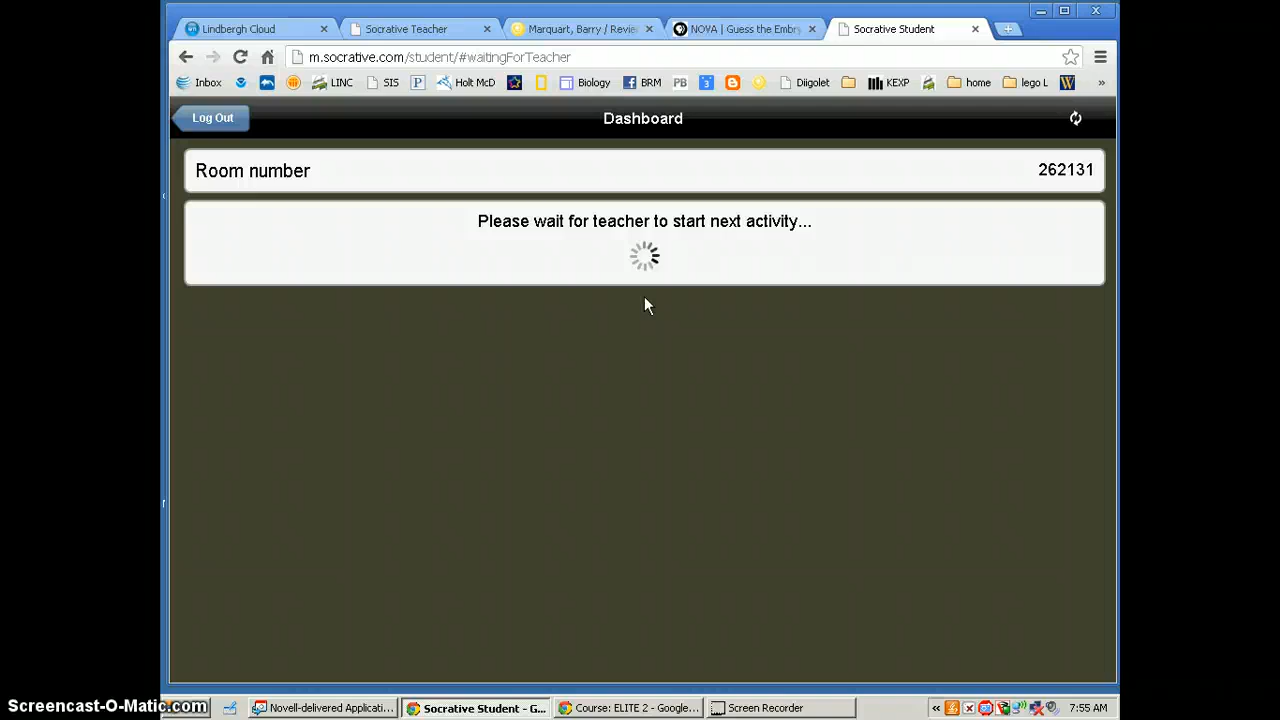 Lindbergh Cloud
Socrative Teacher
Marquart, Barry / Revie
NOVA | Guess the Embry
Socrative Student
m.socrative.com/student/#waitingForTeacher
Inbox
LINC
SIS
P
Holt McD
Biology
BRM
PB
3
Diigolet
KEXP
home
lego L
W
»
Log Out
Dashboard
Room number
262131
Please wait for teacher to start next activity...
Screencast-O-Matic.com
Novell-delivered Applicati...
Socrative Student - G...
Course: ELITE 2 - Google...
Screen Recorder
«
7:55 AM